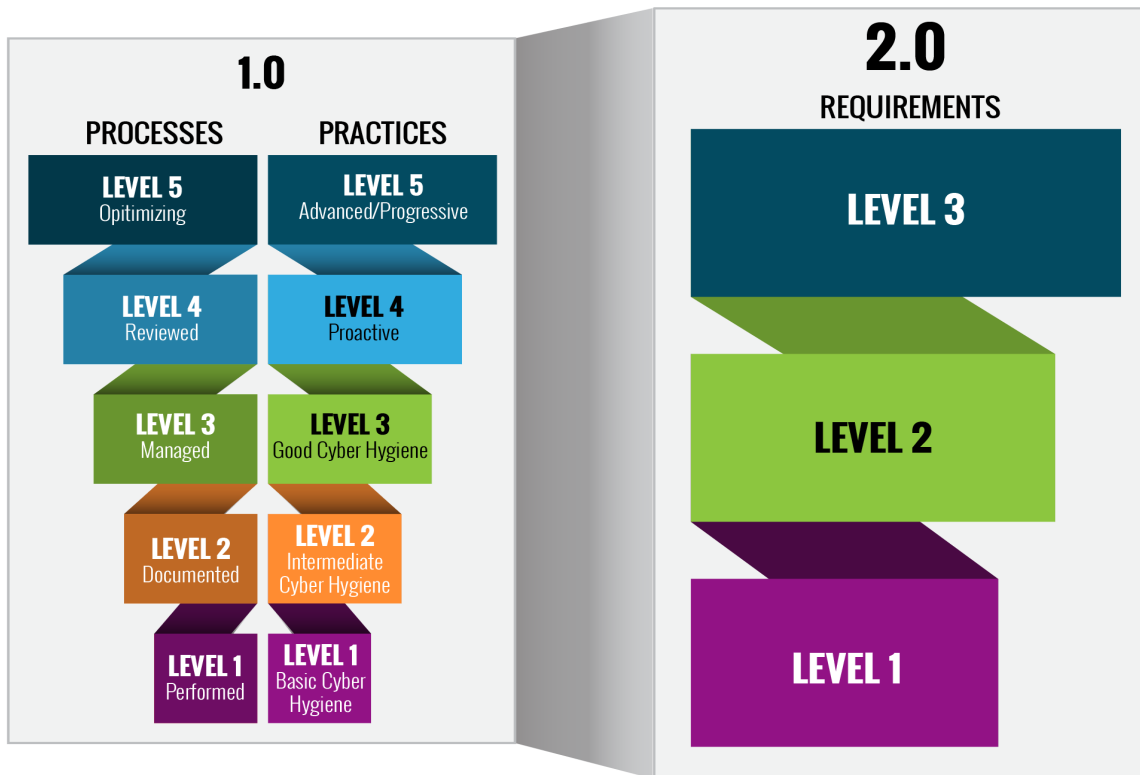 1.0
PROCESSES
PRACTICES
LEVEL 5
Opitimizing
LEVEL 5
Advanced/Progressive
LEVEL 4
Reviewed
LEVEL 4
Proactive
LEVEL 3
Managed
LEVEL 3
Good Cyber Hygiene
LEVEL 2
Documented
LEVEL 2
Intermediate
Cyber Hygiene
LEVEL 1
Performed
LEVEL 1
Basic Cyber
Hygiene
2.0
REQUIREMENTS
LEVEL 3
LEVEL 2
LEVEL 1